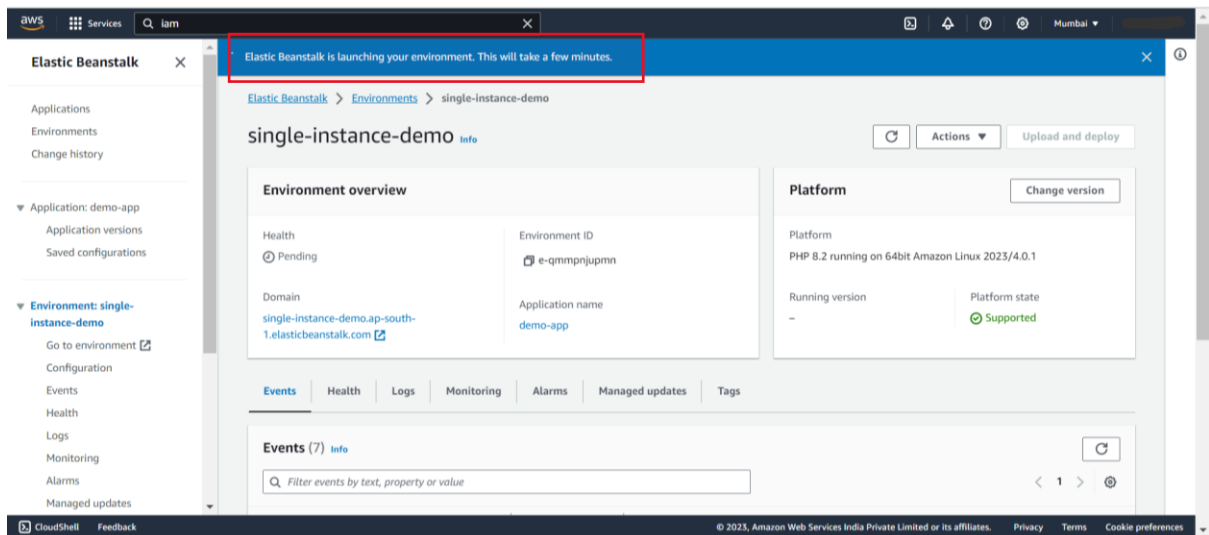 aws Services iam Mumbai
Elastic Beanstalk
Elastic Beanstalk is launching your environment. This will take a few minutes.
Applications
Environments
Change history
Application: demo-app
Application versions
Saved configurations
Environment: single-
instance-demo
Go to environment
Configuration
Events
Health
Logs
Monitoring
Alarms
Managed updates
Elastic Beanstalk > Environments > single-instance-demo
single-instance-demo Info
Actions Upload and deploy
Environment overview
Health
Pending
Environment ID
e-qmmpnjupmn
Domain
single-instance-demo.ap-south-
1.elasticbeanstalk.com
Application name
demo-app
Platform Change version
Platform
PHP 8.2 running on 64bit Amazon Linux 2023/4.0.1
Running version
–
Platform state
Supported
Events Health Logs Monitoring Alarms Managed updates Tags
Events (7) Info
Filter events by text, property or value
< 1 >
CloudShell Feedback © 2023, Amazon Web Services India Private Limited or its affiliates. Privacy Terms Cookie preferences